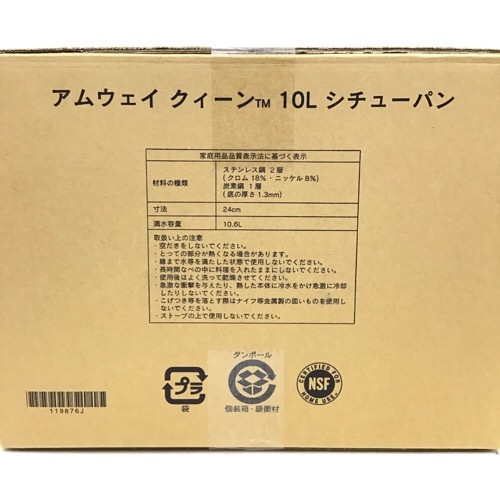 アムウェイ クィーン™ 10L シチューパン
家庭用品品質表示法に基づく表示
材料の種類
ステンレス鋼 2層
(クロム18%・ニッケル8%)
炭素鋼 1層
(底の厚さ1.3mm)
寸法
24cm
満水容量
10.6L
取扱い上の注意
・空だきをしないでください。
・とっての部分が熱くなる場合があります。
・縁まで水等を満たした状態で使用しないでください。
・長時間なべの中に料理を入れたままにしないでください。
・使用後はよく洗って乾燥させてください。
・急激な衝撃を与えたり、熱した本体に冷水をかけ急激に冷却
したりしないでください。
・こげつき等を落とす際はナイフ等金属製の固いものを使用し
ないでください。
・ストーブの上で使用しないでください。
119876J
プラ
袋
ダンボール
個装箱・緩衝材
CERTIFIED FOR
NSF
HOME USE